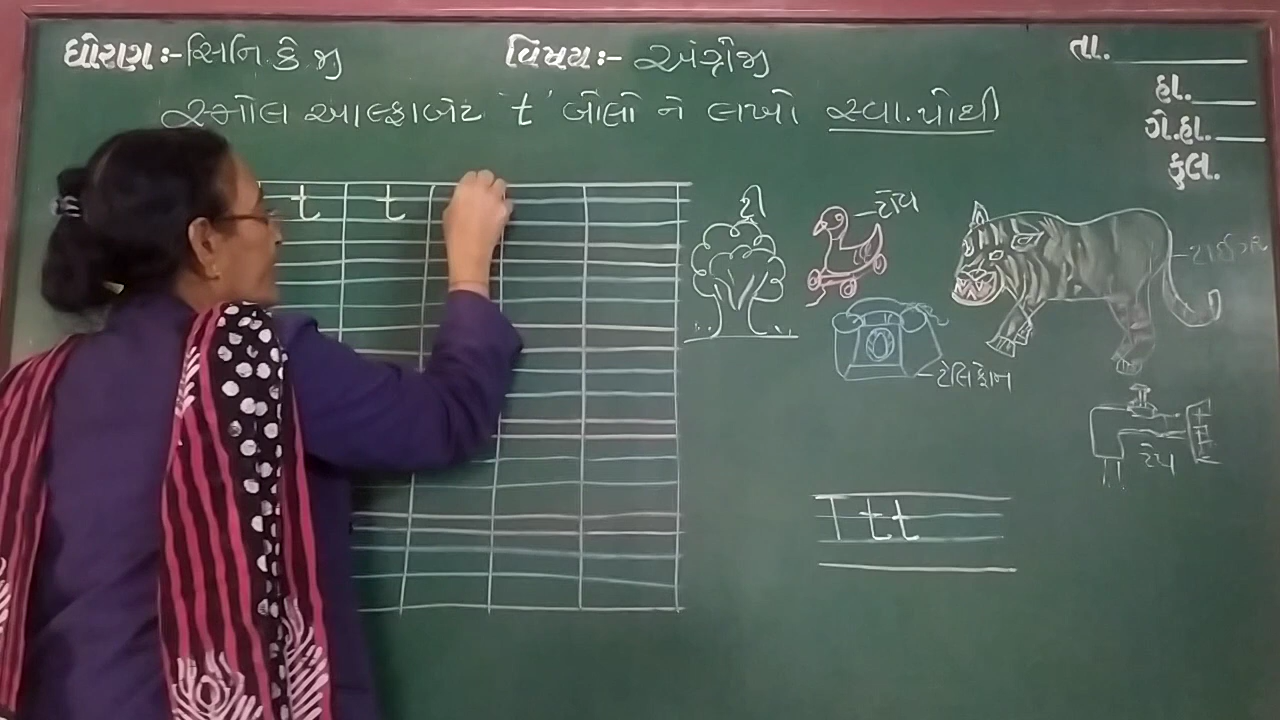 ધોરણ:- સિનિ.કે.જી વિષય:- અંગ્રેજી તા.
હા.
સ્મોલ આલ્ફાબેટ 't' બોલો ને લખો સ્વા.પોથી
ગે.હા.
ફુલ.
t t
ટ્રી
ટોય
ટાઈગર
ટેલિફોન
ટેપ
T t t